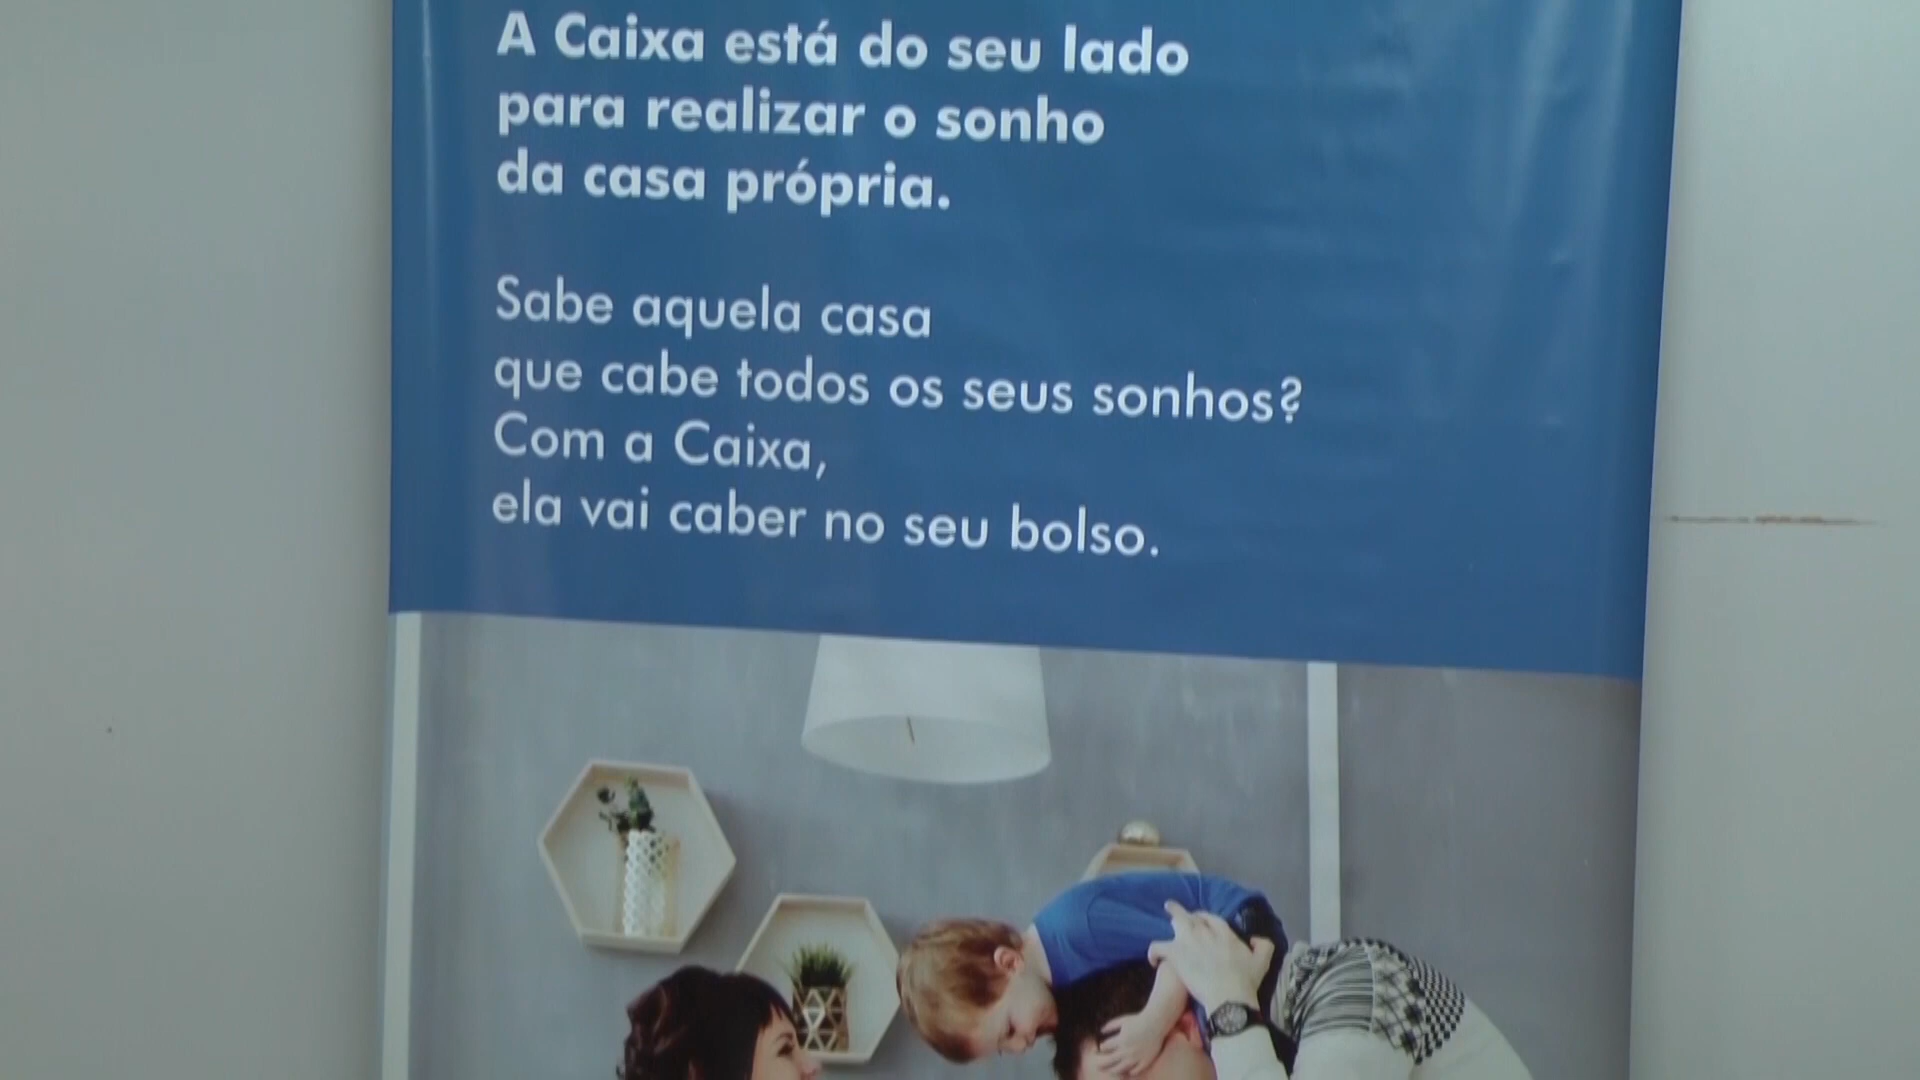 A Caixa está do seu lado
para realizar o sonho
da casa própria.
Sabe aquela casa
que cabe todos os seus sonhos?
Com a Caixa,
ela vai caber no seu bolso.